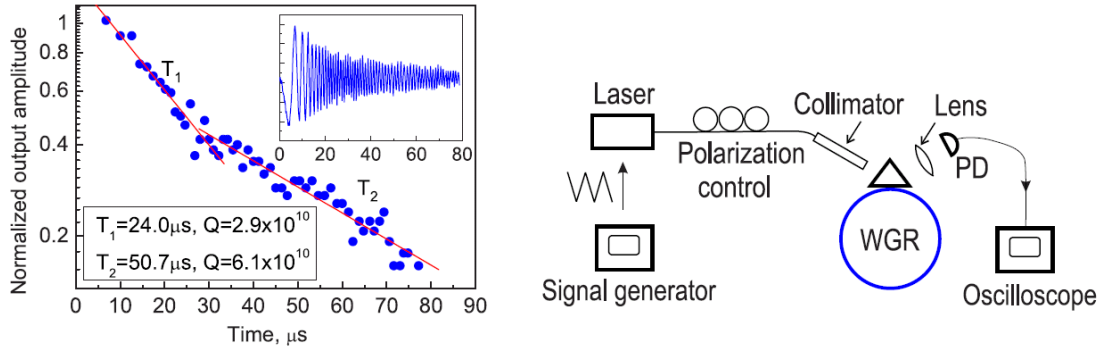 Normalized output amplitude
1
0.8
0.6
0.4
0.2
T1
T2
T1=24.0μs, Q=2.9x10^10
T2=50.7μs, Q=6.1x10^10
0 20 40 60 80
0 10 20 30 40 50 60 70 80 90
Time, μs
Laser
Polarization
control
Collimator
Lens
PD
WGR
Signal generator
Oscilloscope